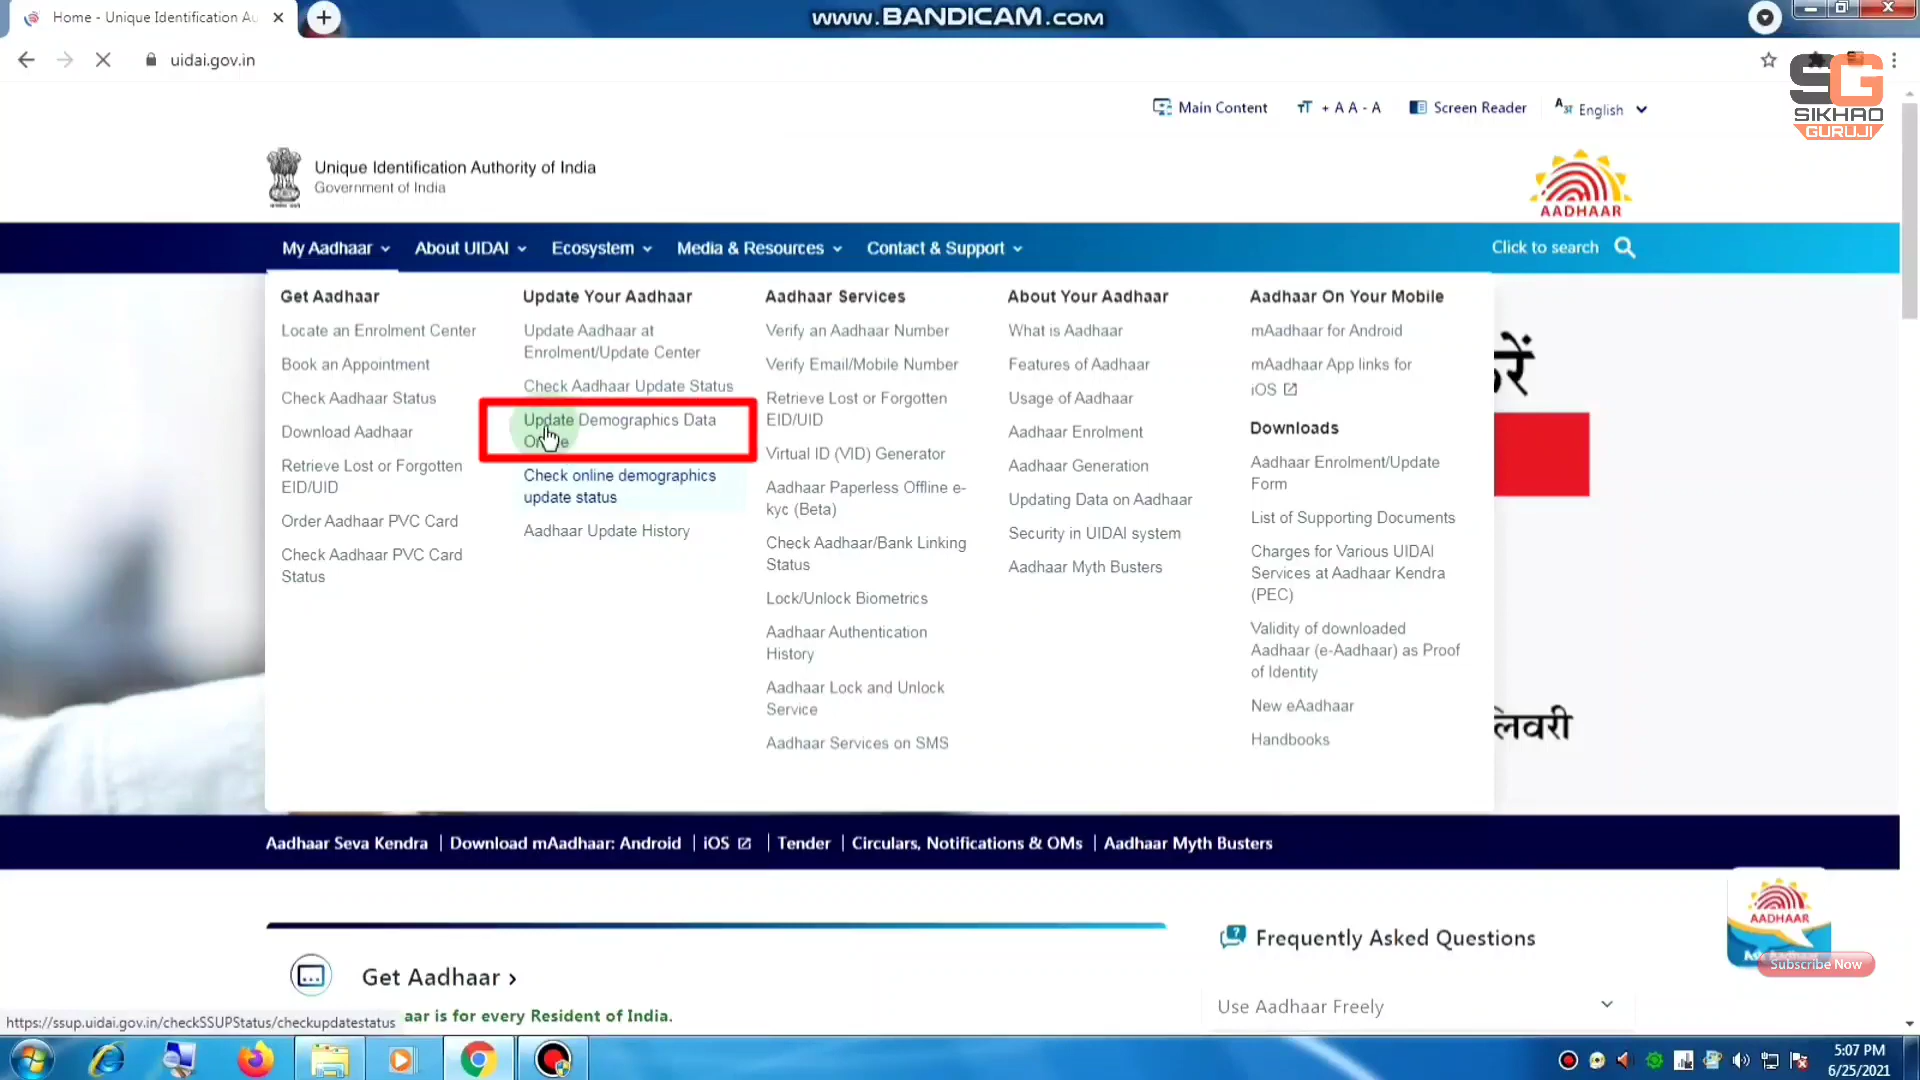 Home - Unique Identification Au
www.BANDICAM.com
uidai.gov.in
SG
SIKHAO
GURUJI
Main Content
TT + A A - A
Screen Reader
English
Unique Identification Authority of India
Government of India
AADHAAR
My Aadhaar
About UIDAI
Ecosystem
Media & Resources
Contact & Support
Click to search
Get Aadhaar
Locate an Enrolment Center
Book an Appointment
Check Aadhaar Status
Download Aadhaar
Retrieve Lost or Forgotten
EID/UID
Order Aadhaar PVC Card
Check Aadhaar PVC Card
Status
Update Your Aadhaar
Update Aadhaar at
Enrolment/Update Center
Check Aadhaar Update Status
Update Demographics Data
Check online demographics
update status
Aadhaar Update History
Aadhaar Services
Verify an Aadhaar Number
Verify Email/Mobile Number
Retrieve Lost or Forgotten
EID/UID
Virtual ID (VID) Generator
Aadhaar Paperless Offline e-
kyc (Beta)
Check Aadhaar/Bank Linking
Status
Lock/Unlock Biometrics
Aadhaar Authentication
History
Aadhaar Lock and Unlock
Service
Aadhaar Services on SMS
About Your Aadhaar
What is Aadhaar
Features of Aadhaar
Usage of Aadhaar
Aadhaar Enrolment
Aadhaar Generation
Updating Data on Aadhaar
Security in UIDAI system
Aadhaar Myth Busters
Aadhaar On Your Mobile
mAadhaar for Android
mAadhaar App links for
iOS
Downloads
Aadhaar Enrolment/Update
Form
List of Supporting Documents
Charges for Various UIDAI
Services at Aadhaar Kendra
(PEC)
Validity of downloaded
Aadhaar (e-Aadhaar) as Proof
of Identity
New eAadhaar
Handbooks
Aadhaar Seva Kendra | Download mAadhaar: Android | iOS | Tender | Circulars, Notifications & OMs | Aadhaar Myth Busters
Get Aadhaar ›
aar is for every Resident of India.
Frequently Asked Questions
Use Aadhaar Freely
AADHAAR
Subscribe Now
https://ssup.uidai.gov.in/checkSSUPStatus/checkupdatestatus
5:07 PM
6/25/2021